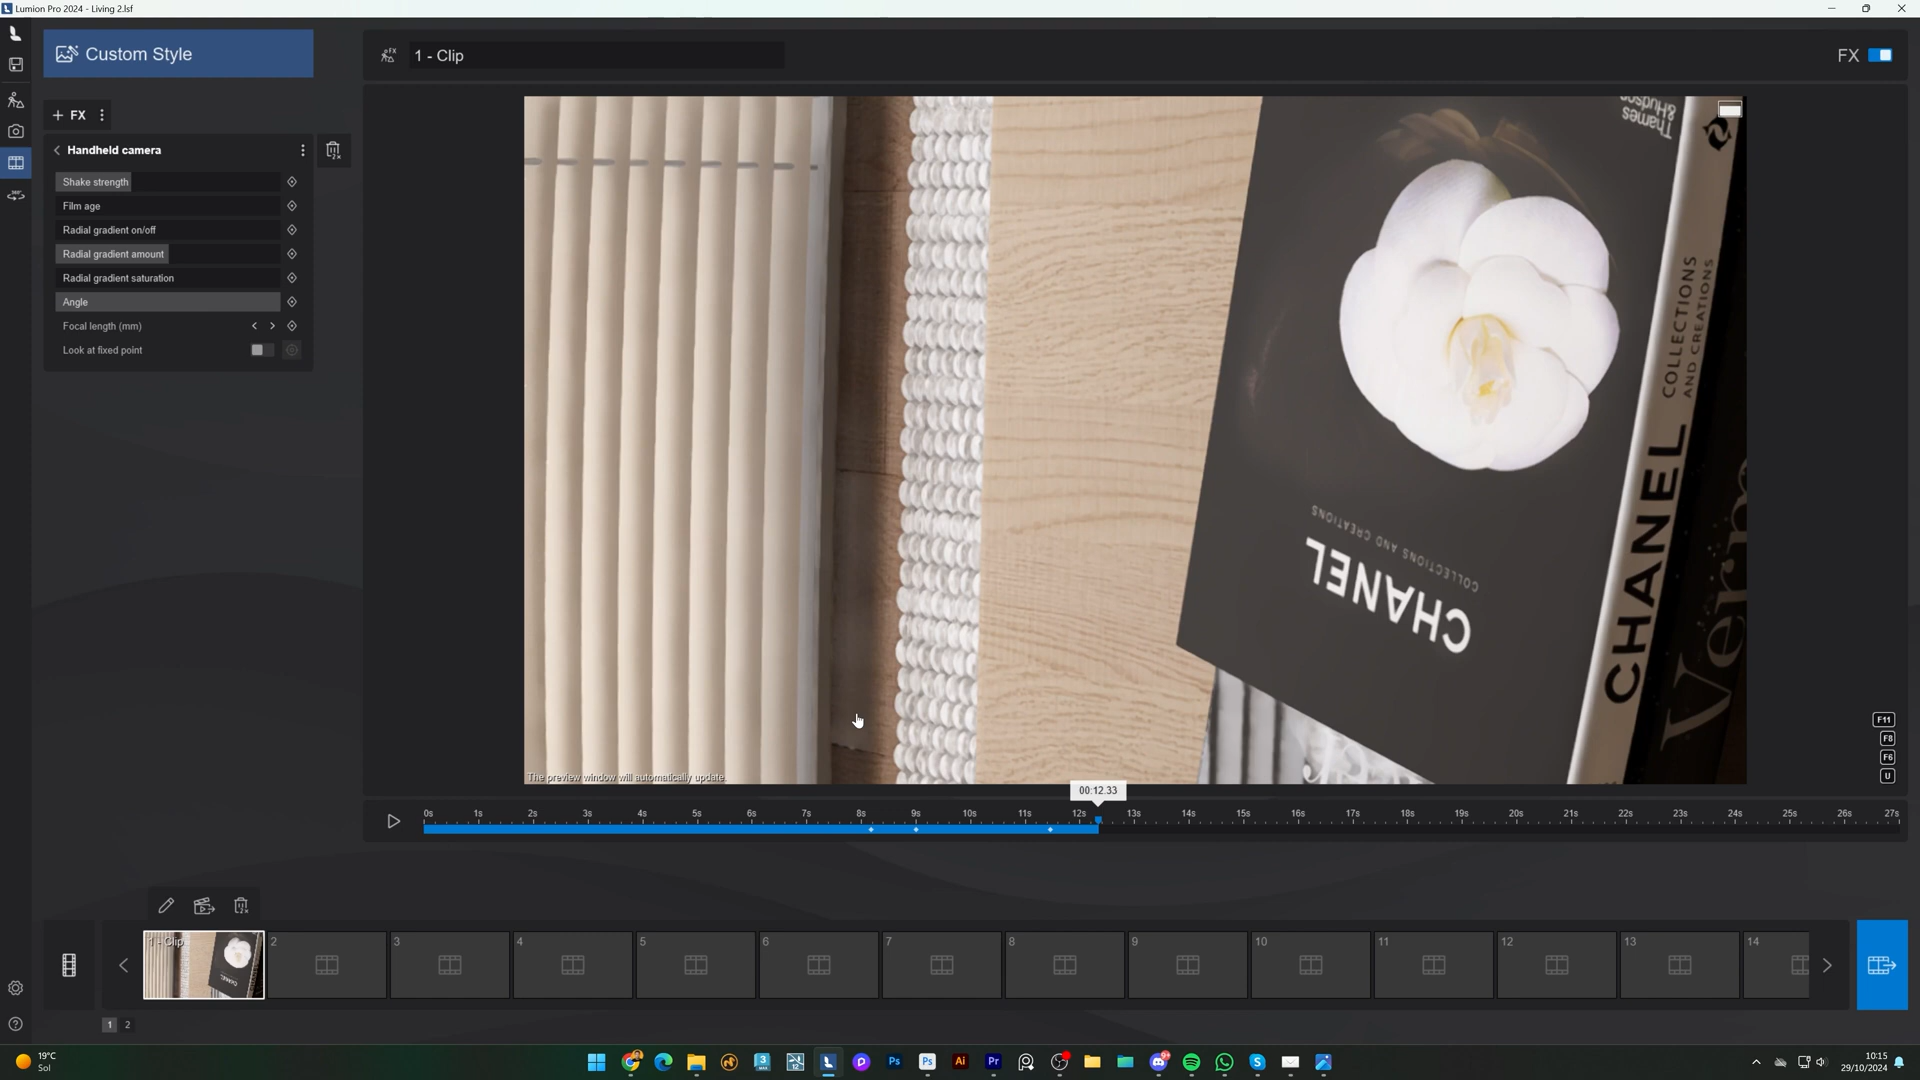 Lumion Pro 2024 - Living 2.lsf
Custom Style
1 - Clip
FX
+ FX
Handheld camera
Shake strength
Film age
Radial gradient on/off
Radial gradient amount
Radial gradient saturation
Angle
Focal length (mm)
Look at fixed point
Thames
&Hudson
COLLECTIONS
AND CREATIONS
CHANEL
COLLECTIONS AND CREATIONS
CHANEL
The preview window will automatically update.
F11
F8
F6
U
00:12.33
0s 1s 2s 3s 4s 5s 6s 7s 8s 9s 10s 11s 12s 13s 14s 15s 16s 17s 18s 19s 20s 21s 22s 23s 24s 25s 26s 27s
1 - Clip 2 3 4 5 6 7 8 9 10 11 12 13 14
1 2
19°C
Sol
10:15
29/10/2024